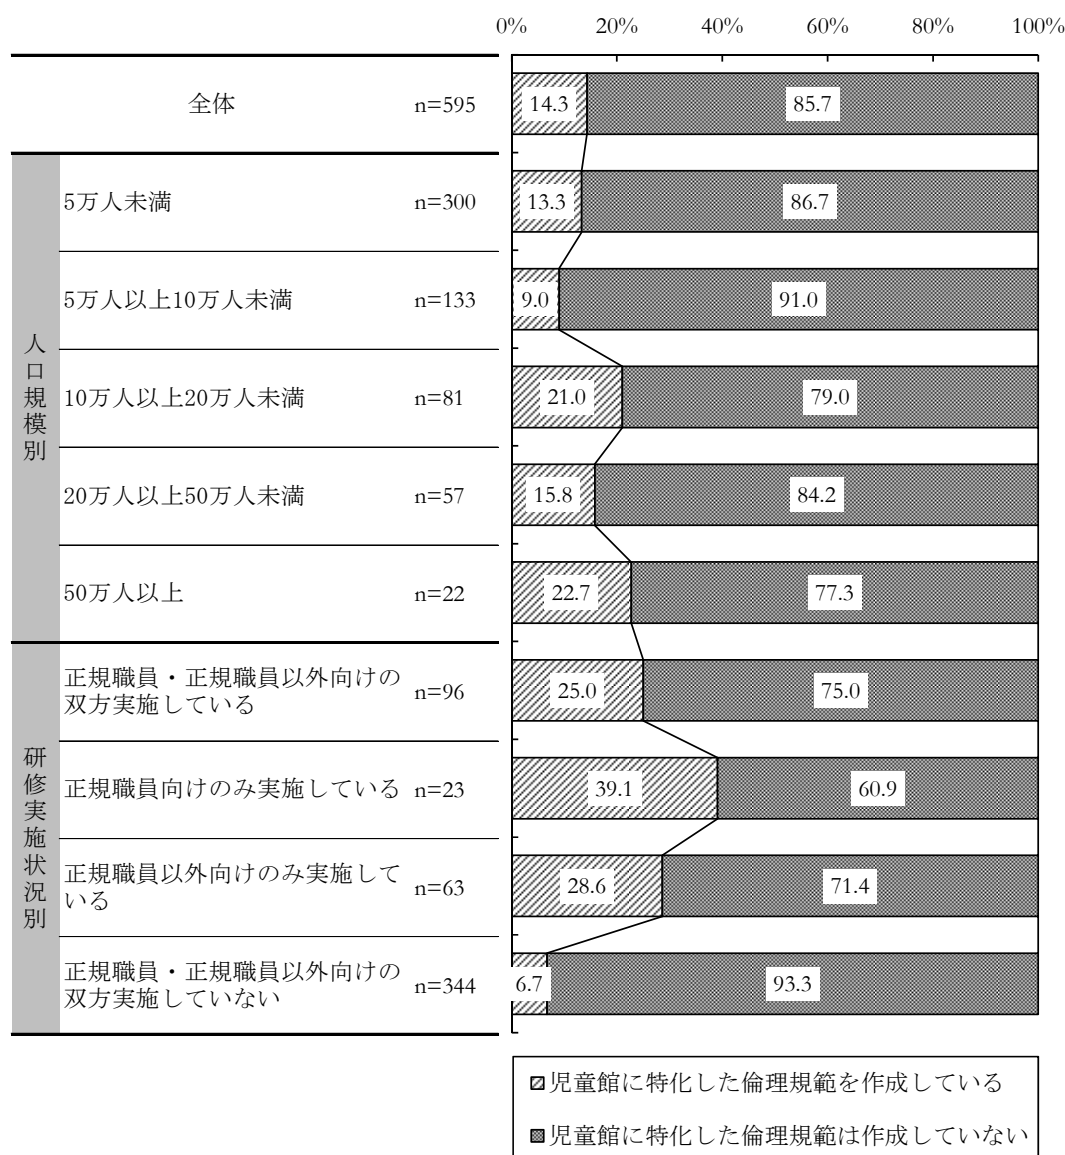 0% 20% 40% 60% 80% 100%
全体 n=595 14.3 85.7
人口規模別
5万人未満 n=300 13.3 86.7
5万人以上10万人未満 n=133 9.0 91.0
10万人以上20万人未満 n=81 21.0 79.0
20万人以上50万人未満 n=57 15.8 84.2
50万人以上 n=22 22.7 77.3
研修実施状況別
正規職員・正規職員以外向けの
双方実施している n=96 25.0 75.0
正規職員向けのみ実施している n=23 39.1 60.9
正規職員以外向けのみ実施して
いる n=63 28.6 71.4
正規職員・正規職員以外向けの
双方実施していない n=344 6.7 93.3
児童館に特化した倫理規範を作成している
児童館に特化した倫理規範は作成していない